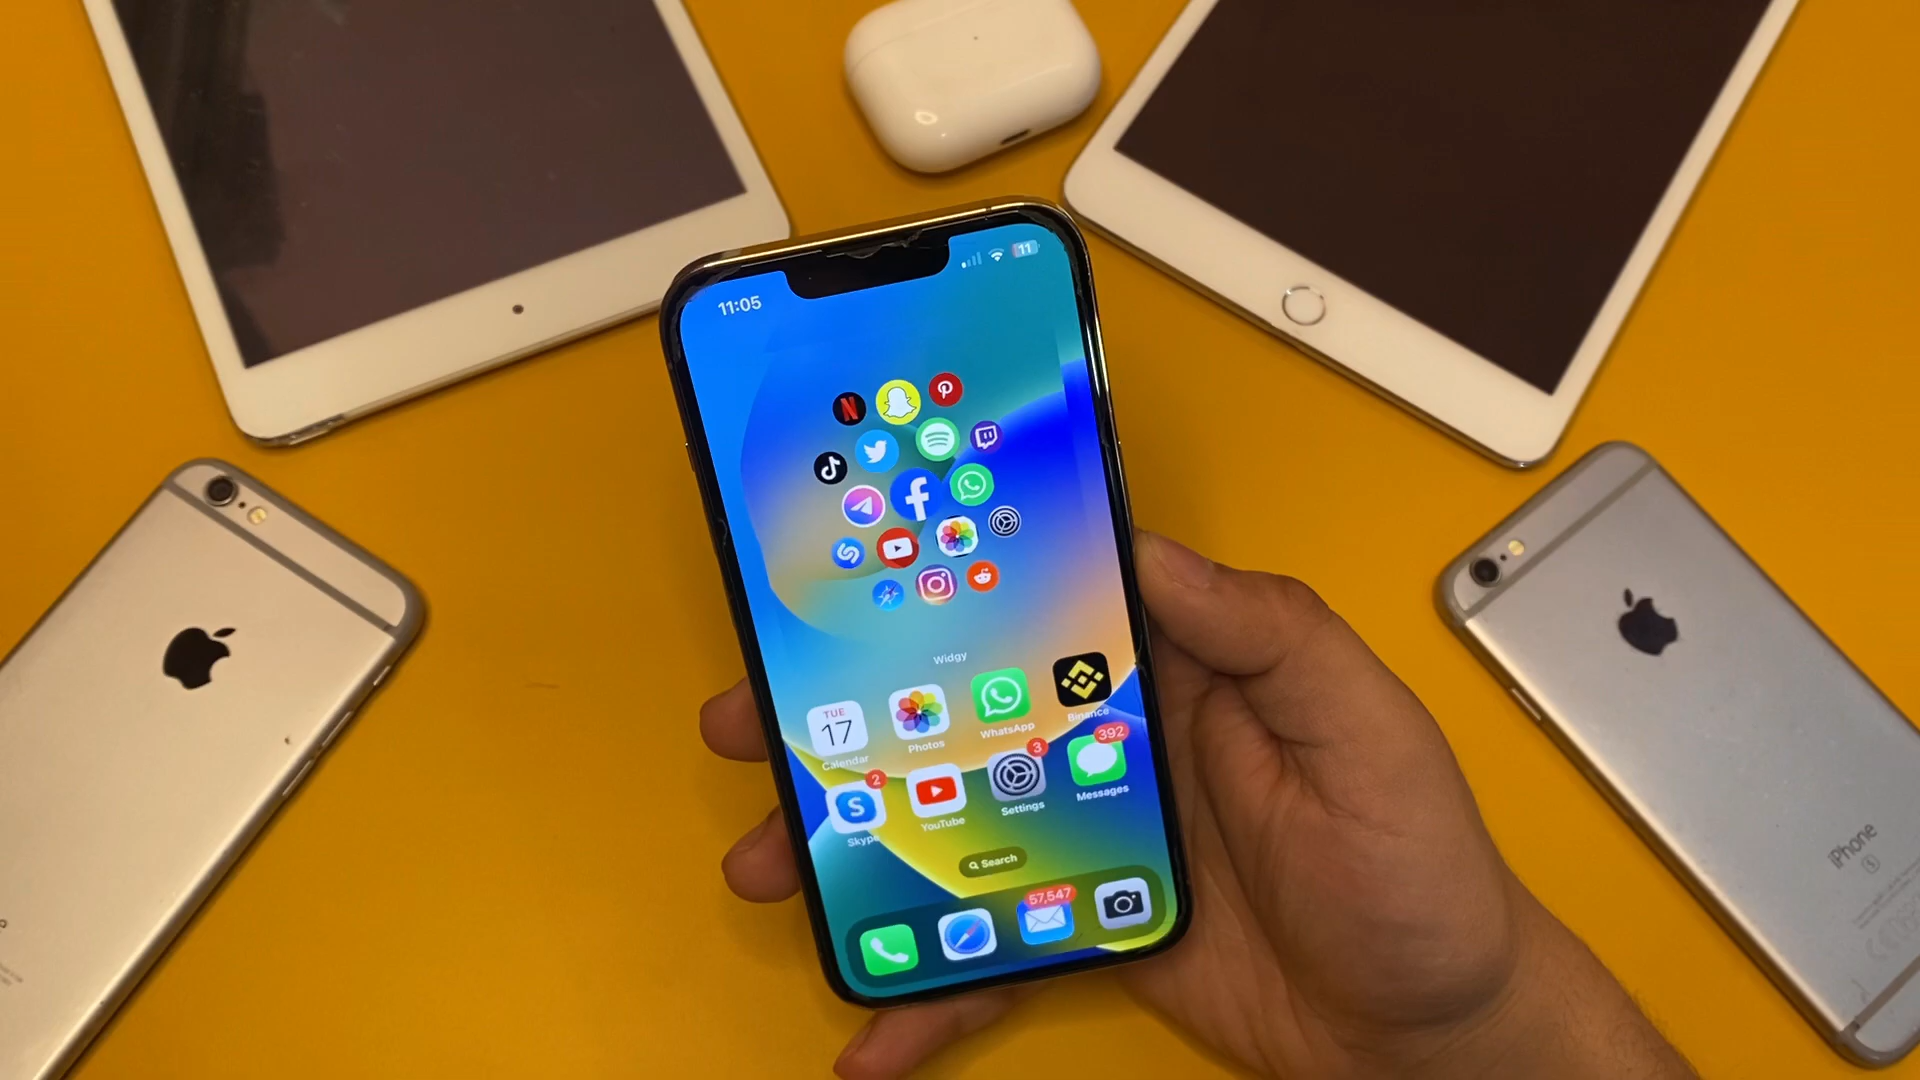 11:05
11
Widgy
TUE
17
Calendar
Photos
WhatsApp
Binance
2
Skype
YouTube
3
Settings
392
Messages
Search
57,547
iPhone
S